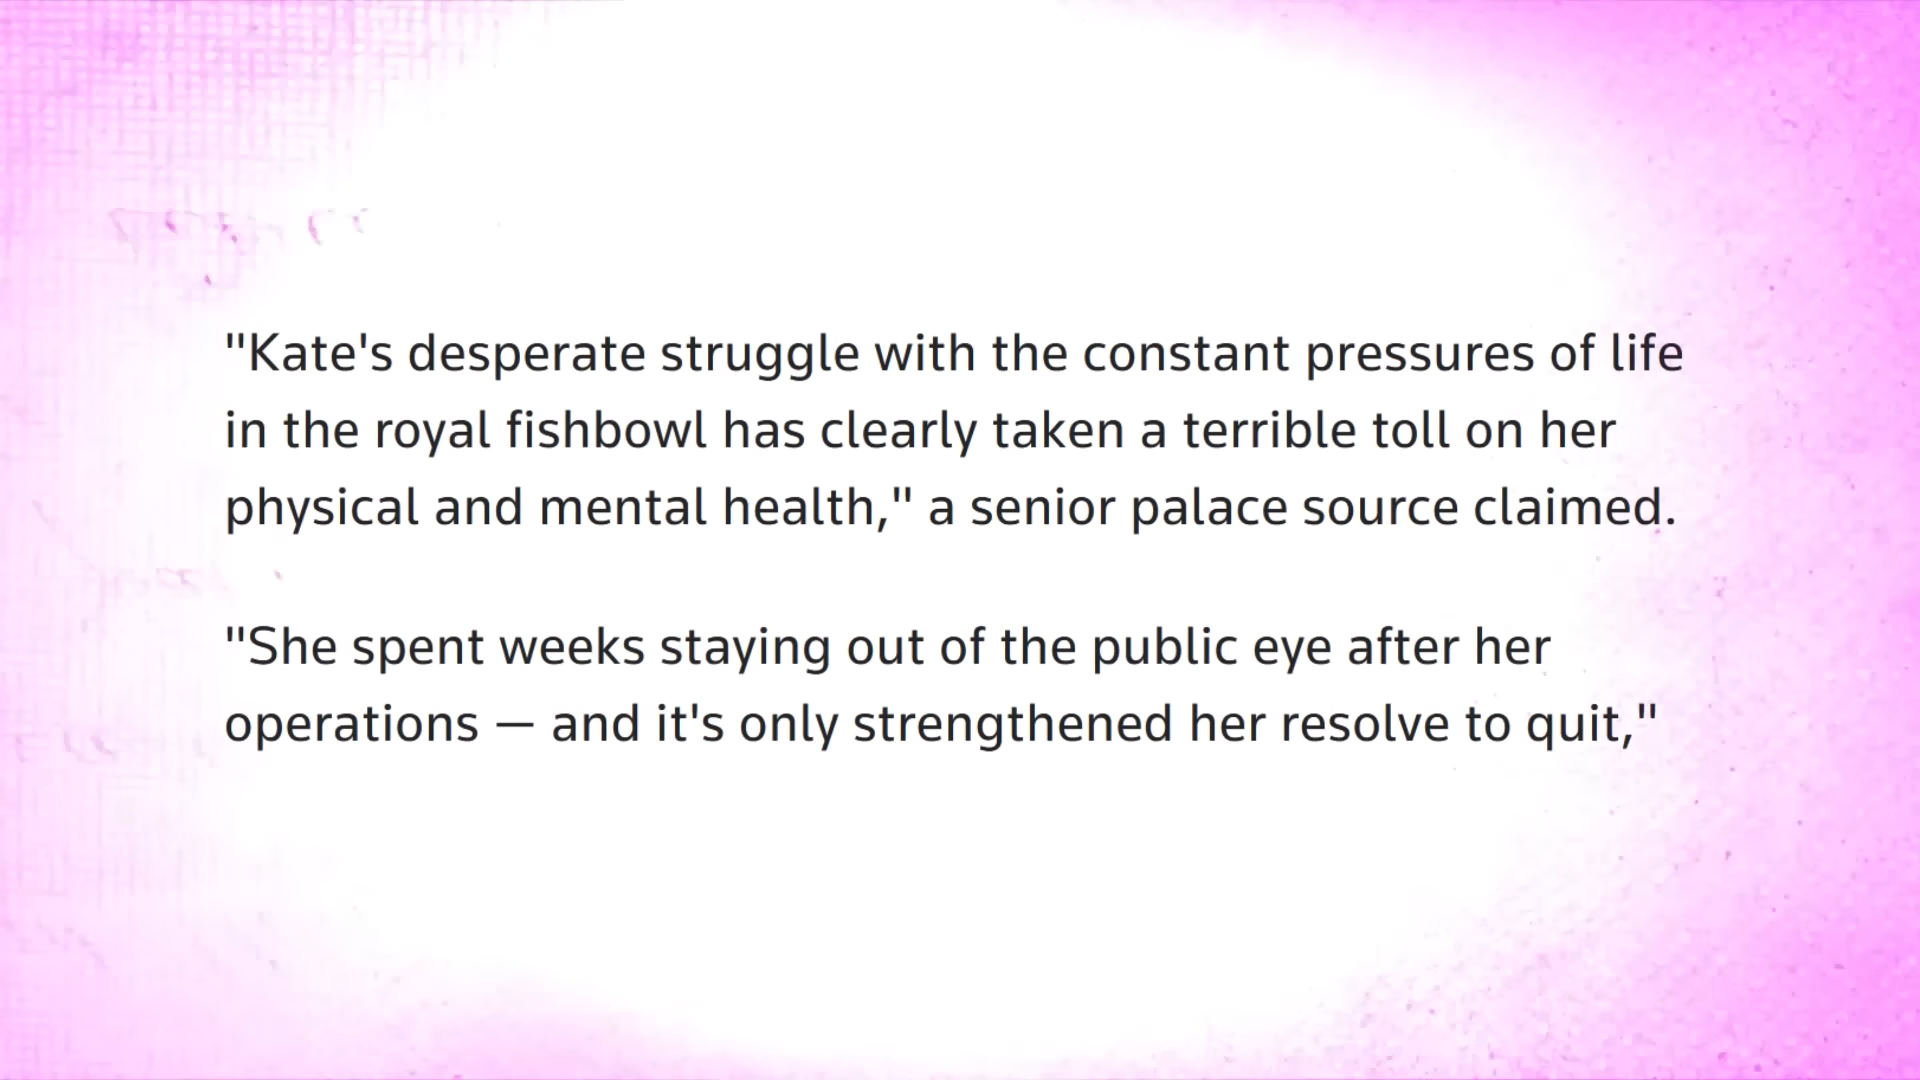 "Kate's desperate struggle with the constant pressures of life
in the royal fishbowl has clearly taken a terrible toll on her
physical and mental health," a senior palace source claimed.
"She spent weeks staying out of the public eye after her
operations — and it's only strengthened her resolve to quit,"